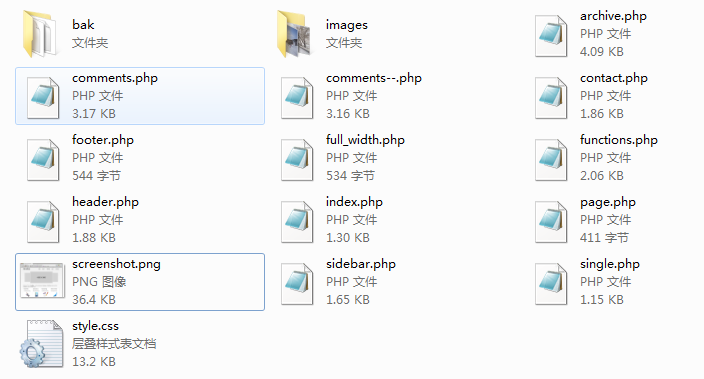 bak
文件夹
images
文件夹
archive.php
PHP 文件
4.09 KB
comments.php
PHP 文件
3.17 KB
comments--.php
PHP 文件
3.16 KB
contact.php
PHP 文件
1.86 KB
footer.php
PHP 文件
544 字节
full_width.php
PHP 文件
534 字节
functions.php
PHP 文件
2.06 KB
header.php
PHP 文件
1.88 KB
index.php
PHP 文件
1.30 KB
page.php
PHP 文件
411 字节
screenshot.png
PNG 图像
36.4 KB
sidebar.php
PHP 文件
1.65 KB
single.php
PHP 文件
1.15 KB
style.css
层叠样式表文档
13.2 KB